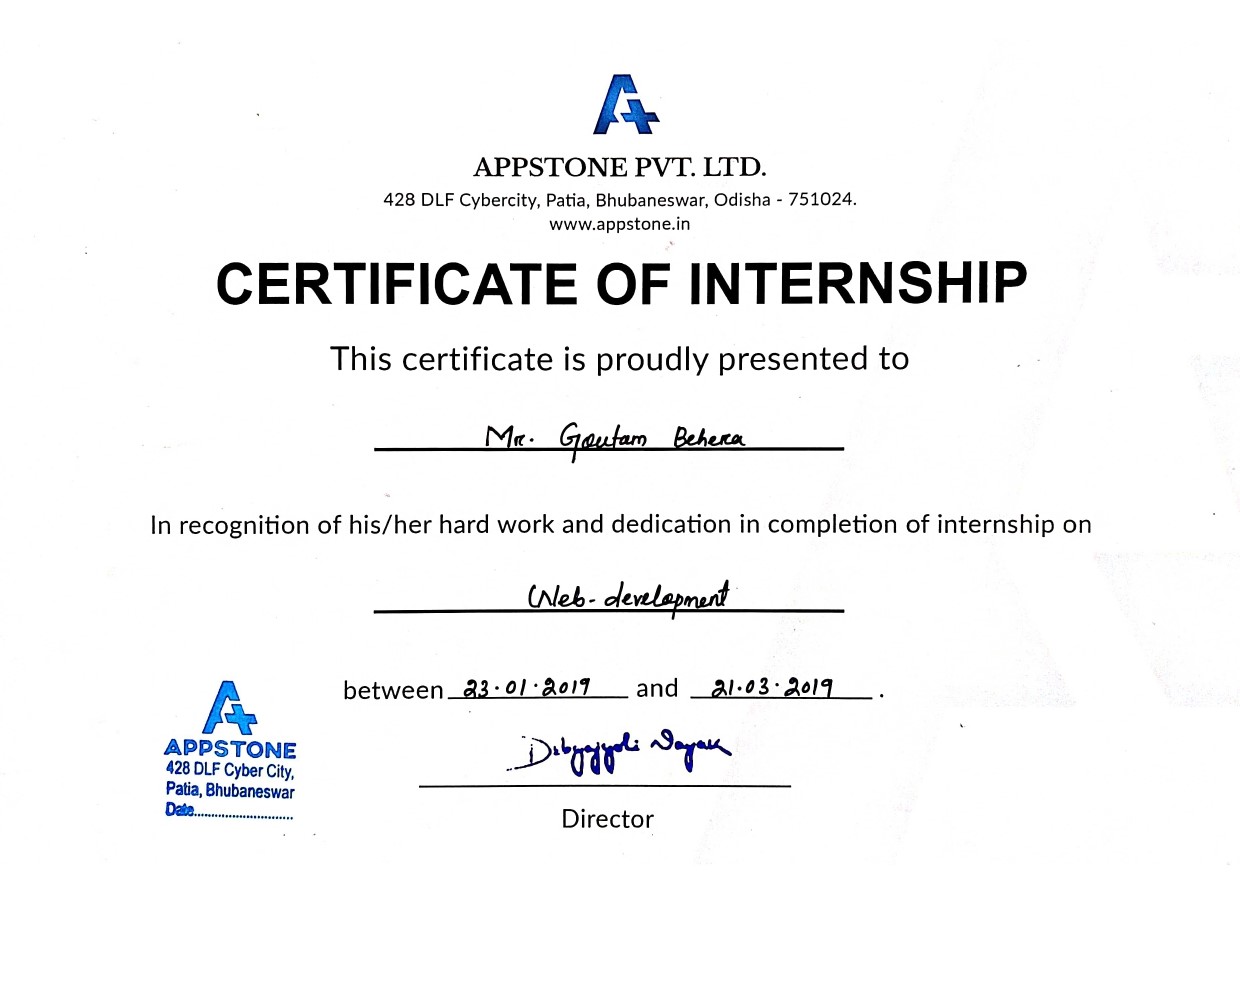 APPSTONE PVT. LTD.
428 DLF Cybercity, Patia, Bhubaneswar, Odisha - 751024.
www.appstone.in
CERTIFICATE OF INTERNSHIP
This certificate is proudly presented to
Mr. Goutam Behera
In recognition of his/her hard work and dedication in completion of internship on
Web-development
between 23.01.2019 and 21.03.2019 .
Dibyajyoti Nayak
Director
APPSTONE
428 DLF Cyber City,
Patia, Bhubaneswar
Date............................